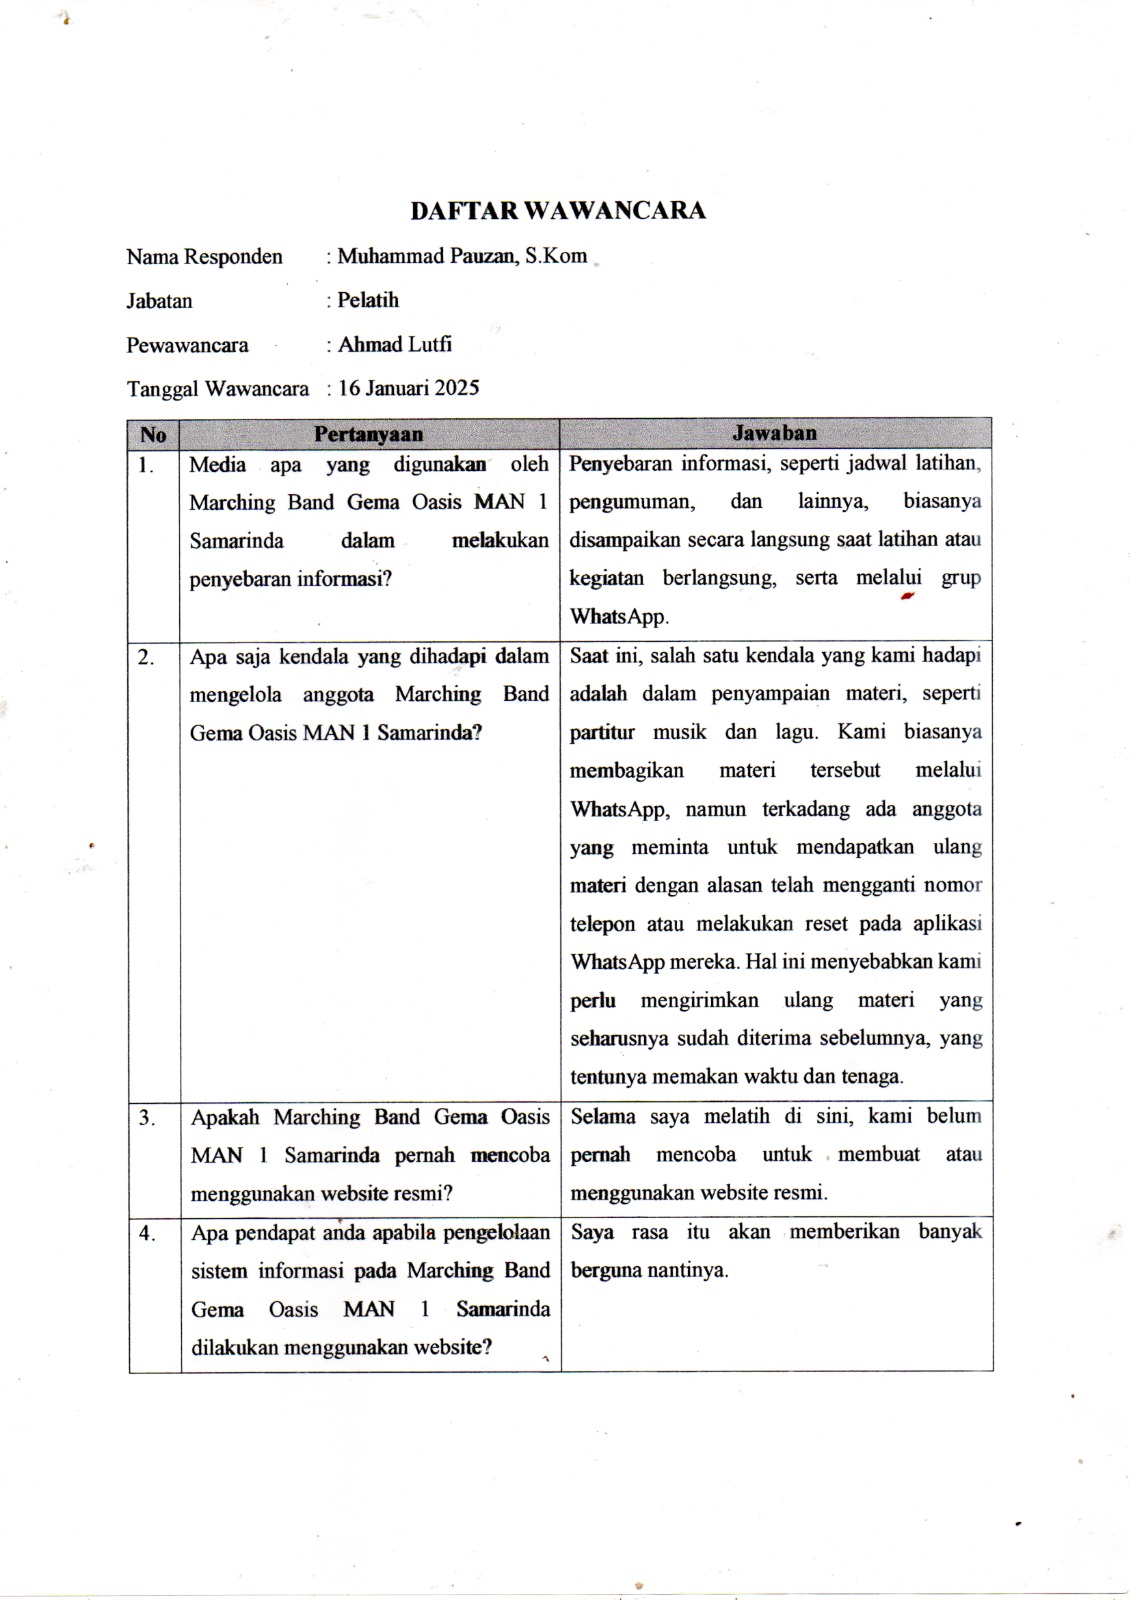 DAFTAR WAWANCARA
Nama Responden : Muhammad Pauzan, S.Kom
Jabatan : Pelatih
Pewawancara : Ahmad Lutfi
Tanggal Wawancara : 16 Januari 2025
No Pertanyaan Jawaban
1.
Media apa yang digunakan oleh
Marching Band Gema Oasis MAN 1
Samarinda dalam melakukan
penyebaran informasi?
Penyebaran informasi, seperti jadwal latihan,
pengumuman, dan lainnya, biasanya
disampaikan secara langsung saat latihan atau
kegiatan berlangsung, serta melalui grup
WhatsApp.
2.
Apa saja kendala yang dihadapi dalam
mengelola anggota Marching Band
Gema Oasis MAN 1 Samarinda?
Saat ini, salah satu kendala yang kami hadapi
adalah dalam penyampaian materi, seperti
partitur musik dan lagu. Kami biasanya
membagikan materi tersebut melalui
WhatsApp, namun terkadang ada anggota
yang meminta untuk mendapatkan ulang
materi dengan alasan telah mengganti nomor
telepon atau melakukan reset pada aplikasi
WhatsApp mereka. Hal ini menyebabkan kami
perlu mengirimkan ulang materi yang
seharusnya sudah diterima sebelumnya, yang
tentunya memakan waktu dan tenaga.
3.
Apakah Marching Band Gema Oasis
MAN 1 Samarinda pernah mencoba
menggunakan website resmi?
Selama saya melatih di sini, kami belum
pernah mencoba untuk membuat atau
menggunakan website resmi.
4.
Apa pendapat anda apabila pengelolaan
sistem informasi pada Marching Band
Gema Oasis MAN 1 Samarinda
dilakukan menggunakan website?
Saya rasa itu akan memberikan banyak
berguna nantinya.